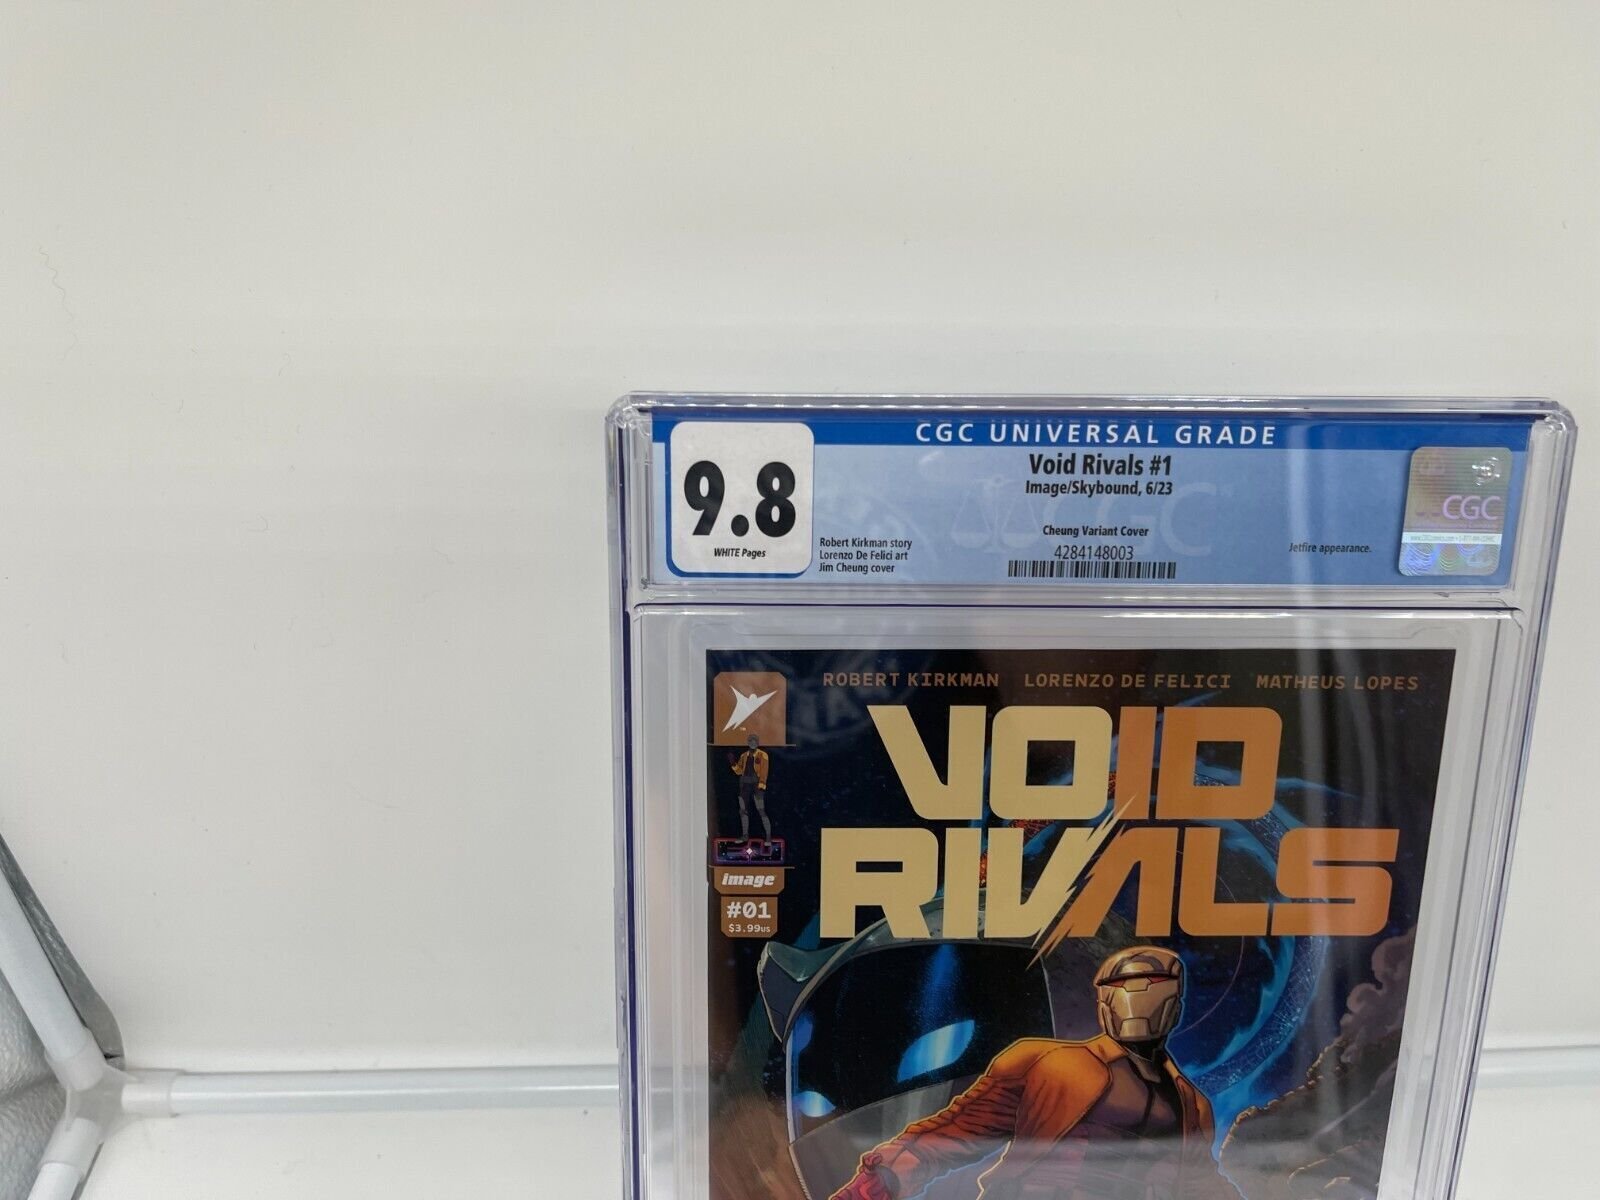 CGC UNIVERSAL GRADE
9.8
WHITE Pages
Void Rivals #1
Image/Skybound, 6/23
Cheung Variant Cover
4284148003
Robert Kirkman story
Lorenzo De Felici art
Jim Cheung cover
Jetfire appearance.
CGC
ROBERT KIRKMAN LORENZO DE FELICI MATHEUS LOPES
VOID
RIVALS
image
#01
$3.99US